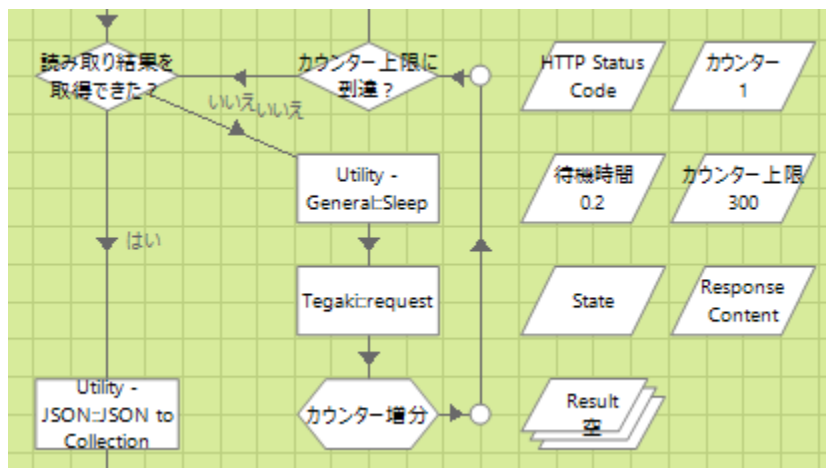 読み取り結果を
取得できた？
カウンター上限に
到達？
HTTP Status
Code
カウンター
1
いいえ
いいえ
Utility -
General::Sleep
待機時間
0.2
カウンター上限
300
はい
Tegaki::request
State
Response
Content
Utility -
JSON::JSON to
Collection
カウンター増分
Result
空